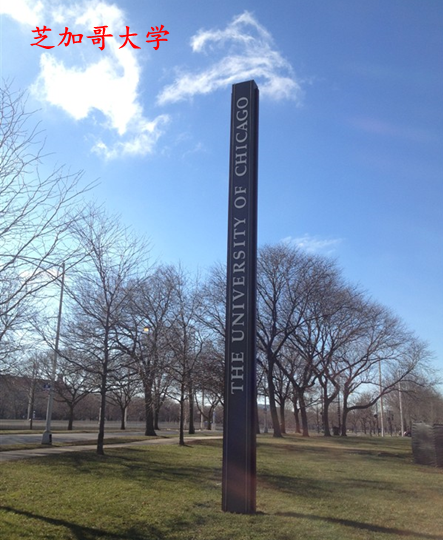 芝加哥大学
THE UNIVERSITY OF CHICAGO